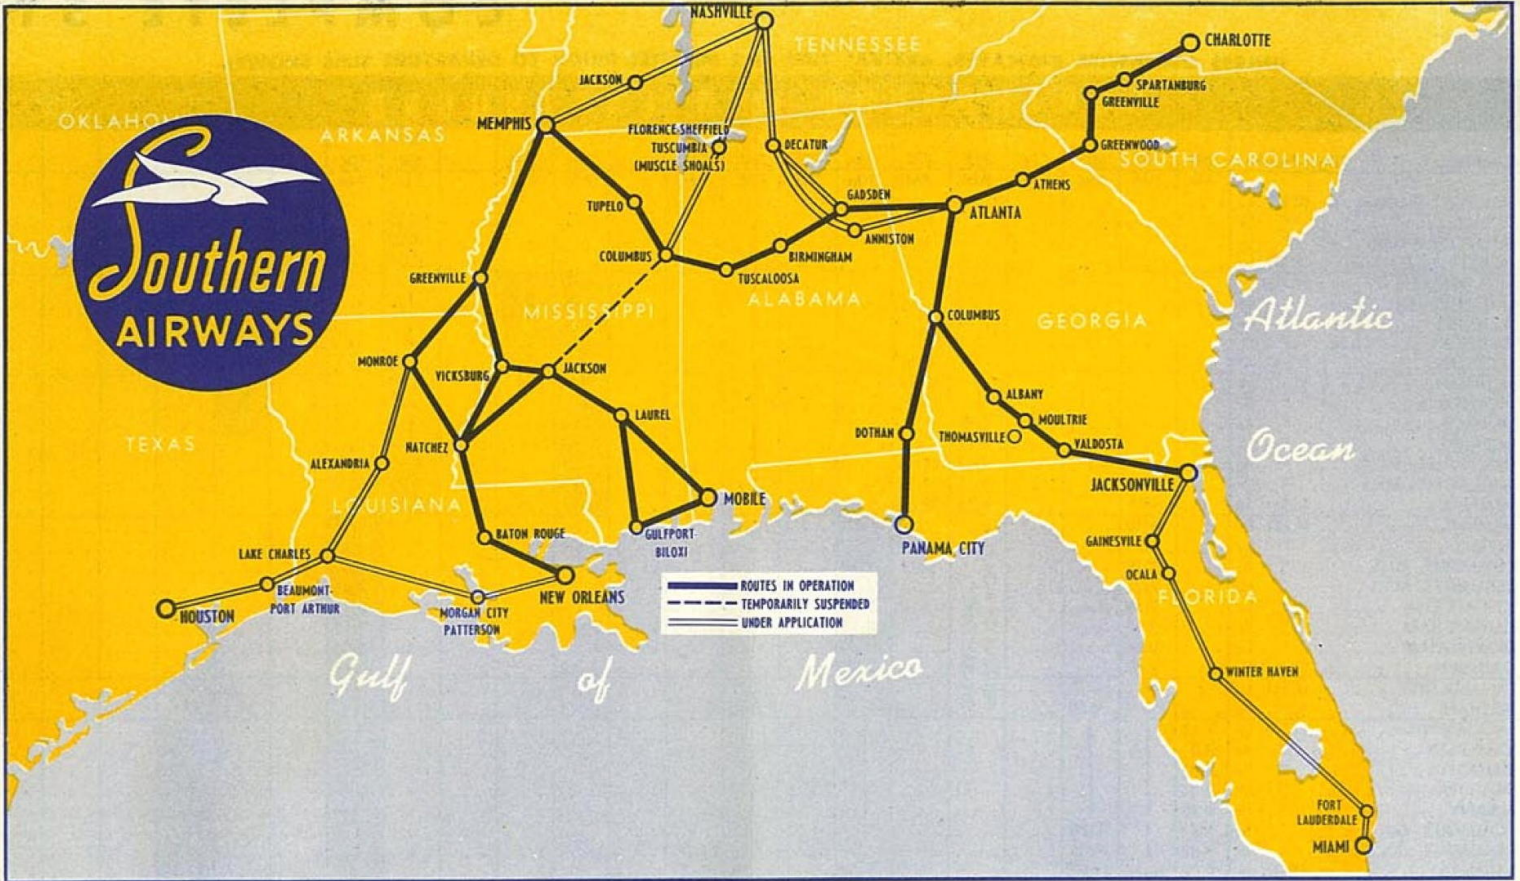 NASHVILLE
TENNESSEE
CHARLOTTE
JACKSON
SPARTANBURG
GREENVILLE
OKLAHO
ARKANSAS
MEMPHIS
FLORENCE-SHEFFIELD
TUSCUMBIA
(MUSCLE SHOALS)
DECATUR
GREENWOOD
SOUTH CAROLINA
ATHENS
TUPELO
GADSDEN
ATLANTA
ANNISTON
Southern
AIRWAYS
COLUMBUS
BIRMINGHAM
TUSCALOOSA
GREENVILLE
MISSISSIPPI
ALABAMA
COLUMBUS
GEORGIA
Atlantic
MONROE
VICKSBURG
JACKSON
ALBANY
LAUREL
MOULTRIE
TEXAS
NATCHEZ
DOTHAN
THOMASVILLE
VALDOSTA
Ocean
ALEXANDRIA
JACKSONVILLE
LOUISIANA
MOBILE
BATON ROUGE
GULFPORT-
BILOXI
PANAMA CITY
GAINESVILE
LAKE CHARLES
OCALA
BEAUMONT-
PORT ARTHUR
NEW ORLEANS
FLORIDA
HOUSTON
MORGAN CITY
PATTERSON
ROUTES IN OPERATION
TEMPORARILY SUSPENDED
UNDER APPLICATION
Gulf of Mexico
WINTER HAVEN
FORT
LAUDERDALE
MIAMI